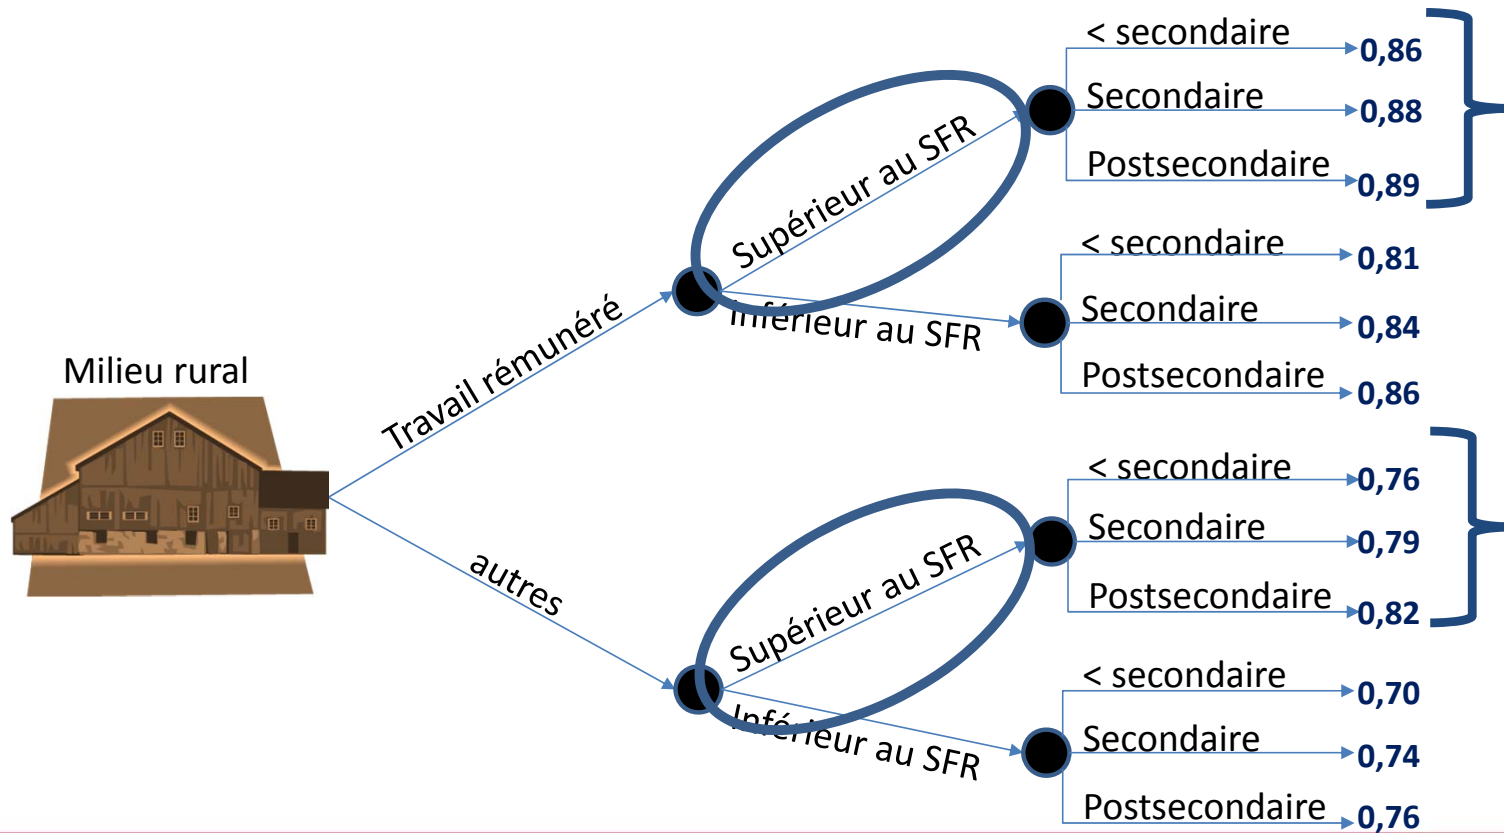 Milieu rural
Travail rémunéré
Supérieur au SFR
< secondaire
0,86
Secondaire
0,88
Postsecondaire
0,89
Inférieur au SFR
< secondaire
0,81
Secondaire
0,84
Postsecondaire
0,86
autres
Supérieur au SFR
< secondaire
0,76
Secondaire
0,79
Postsecondaire
0,82
Inférieur au SFR
< secondaire
0,70
Secondaire
0,74
Postsecondaire
0,76